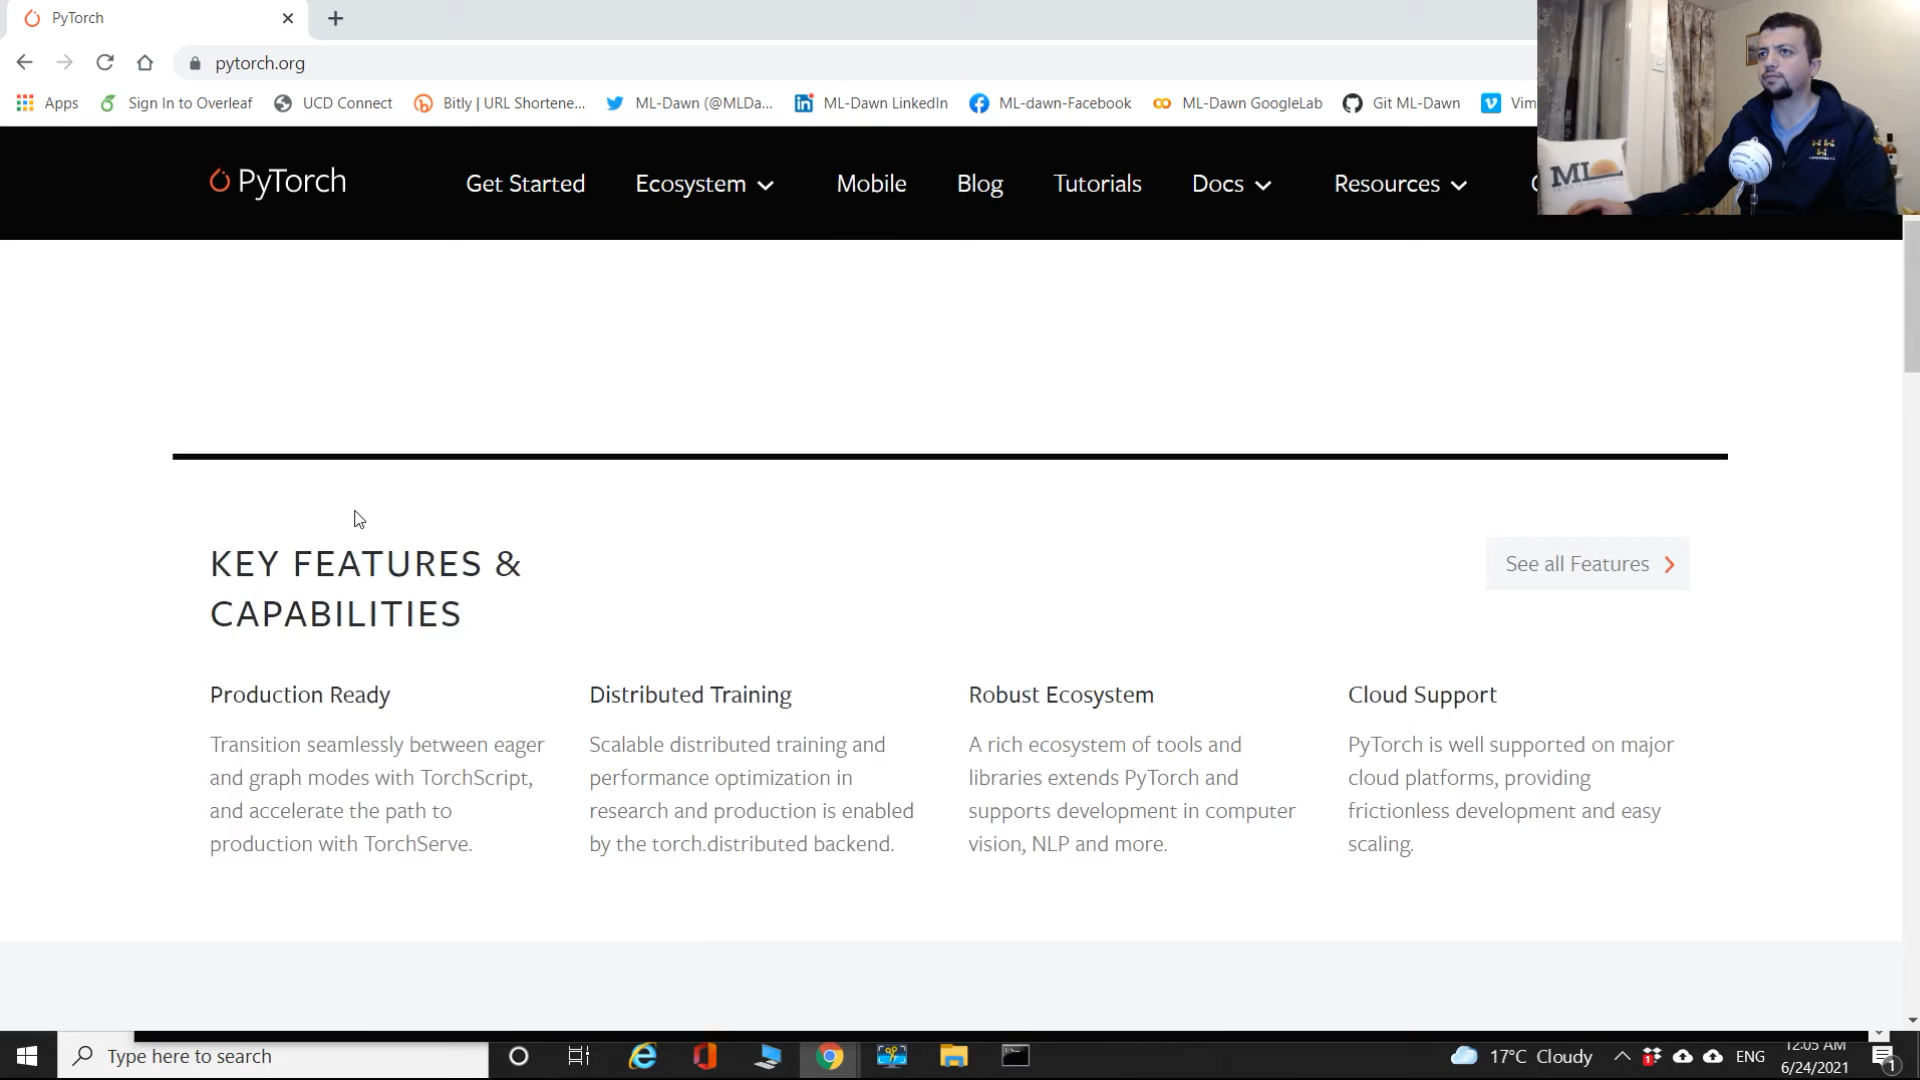 PyTorch
pytorch.org
Apps Sign In to Overleaf UCD Connect Bitly | URL Shortene... ML-Dawn (@MLDa... ML-Dawn LinkedIn ML-dawn-Facebook ML-Dawn GoogleLab Git ML-Dawn Vim
PyTorch Get Started Ecosystem Mobile Blog Tutorials Docs Resources
ML
KEY FEATURES &
CAPABILITIES
See all Features
Production Ready
Transition seamlessly between eager
and graph modes with TorchScript,
and accelerate the path to
production with TorchServe.
Distributed Training
Scalable distributed training and
performance optimization in
research and production is enabled
by the torch.distributed backend.
Robust Ecosystem
A rich ecosystem of tools and
libraries extends PyTorch and
supports development in computer
vision, NLP and more.
Cloud Support
PyTorch is well supported on major
cloud platforms, providing
frictionless development and easy
scaling.
Type here to search
17°C Cloudy
ENG
12:05 AM
6/24/2021
1